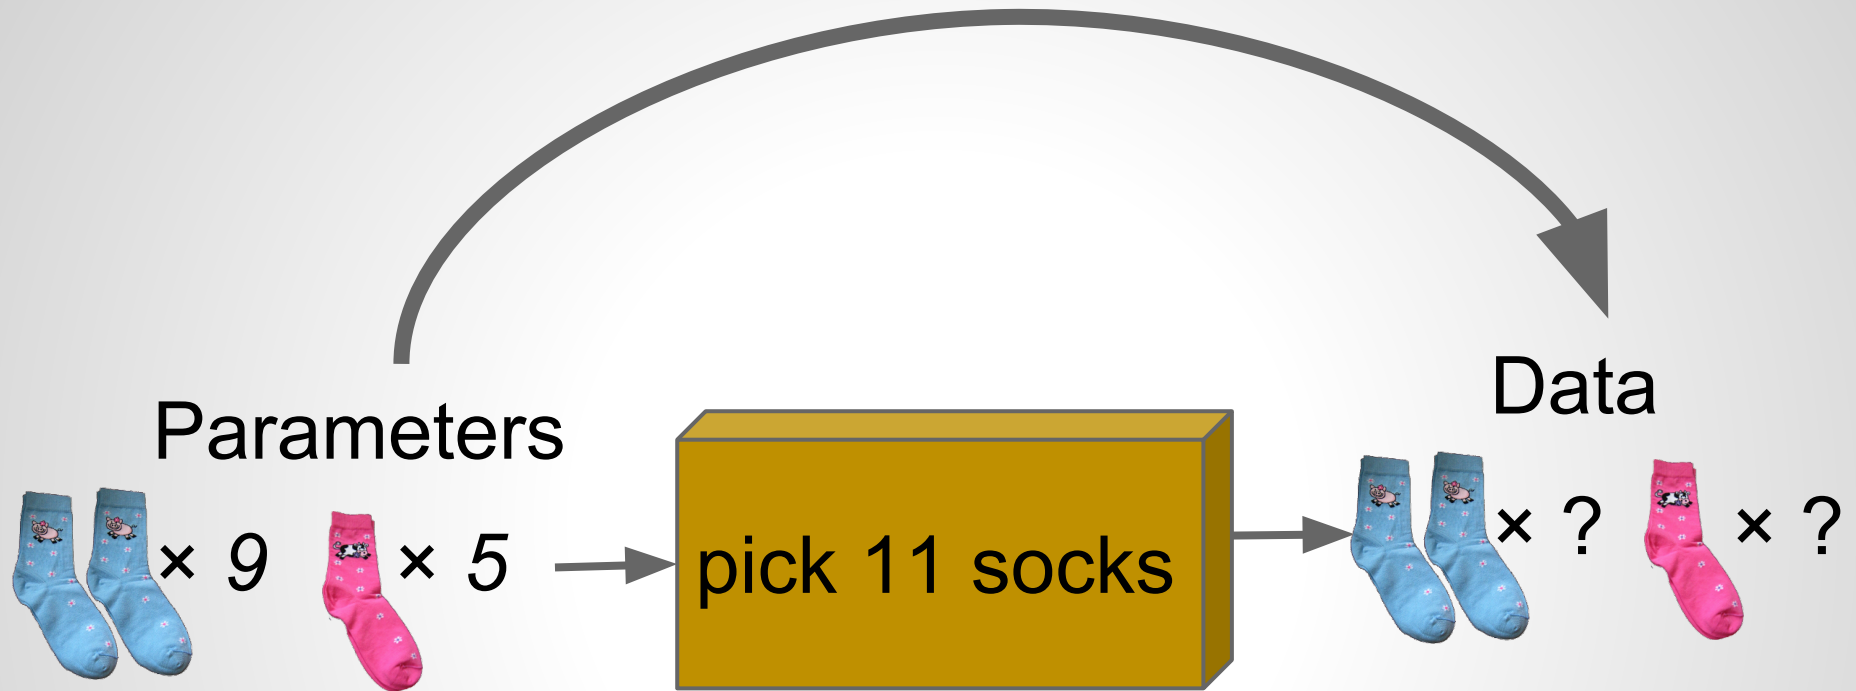 Parameters
× 9 × 5
pick 11 socks
Data
× ? × ?